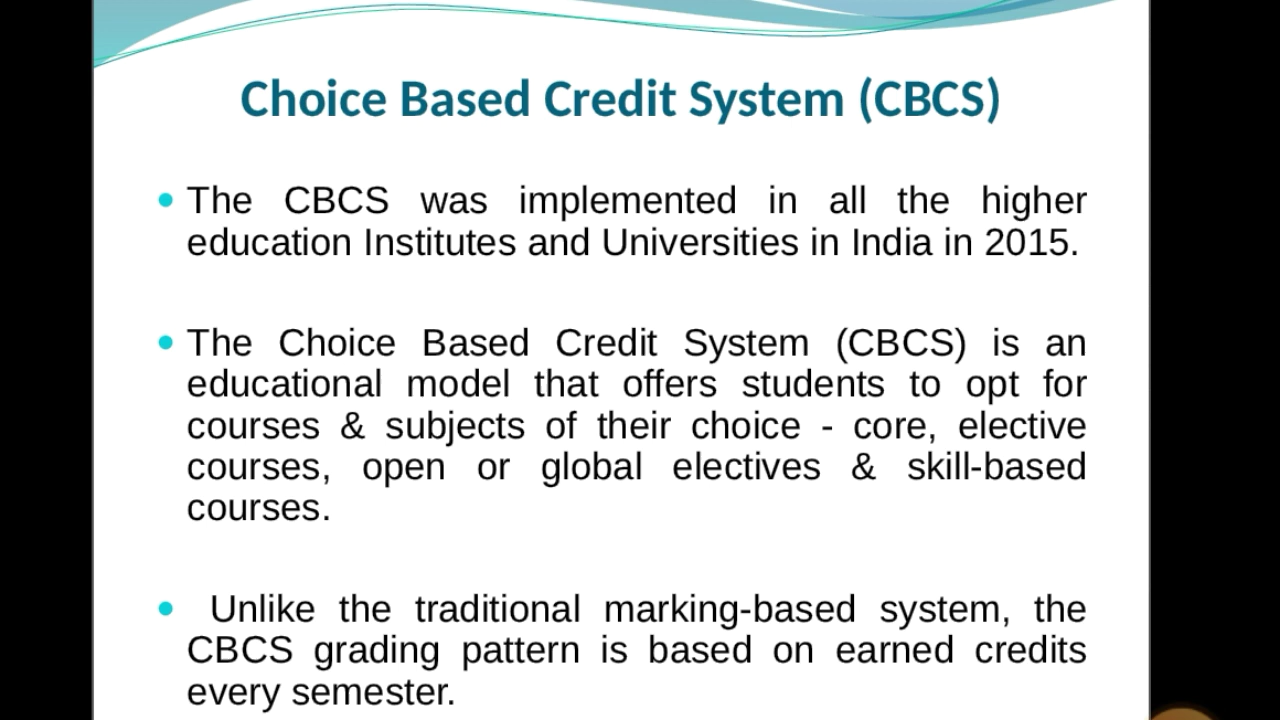 Choice Based Credit System (CBCS)
• The CBCS was implemented in all the higher
education Institutes and Universities in India in 2015.
• The Choice Based Credit System (CBCS) is an
educational model that offers students to opt for
courses & subjects of their choice - core, elective
courses, open or global electives & skill-based
courses.
• Unlike the traditional marking-based system, the
CBCS grading pattern is based on earned credits
every semester.